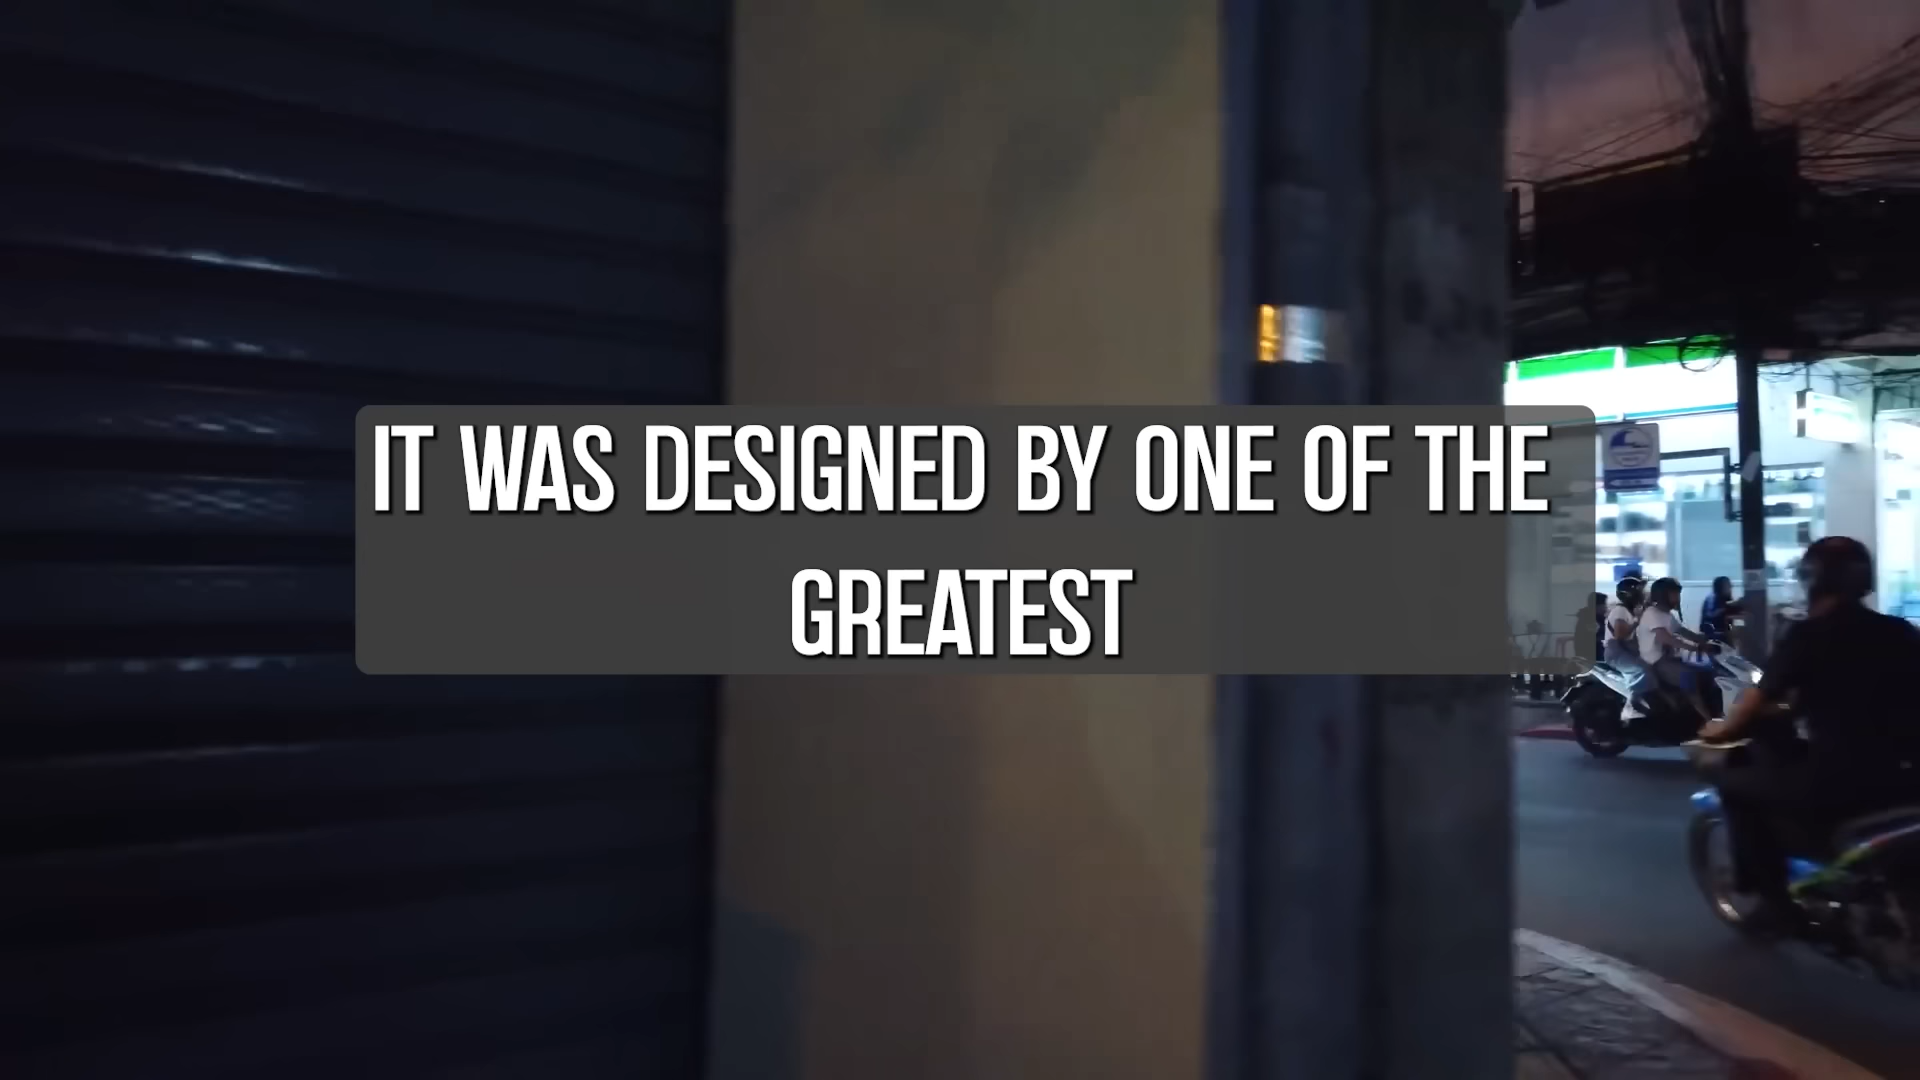 IT WAS DESIGNED BY ONE OF THE
GREATEST